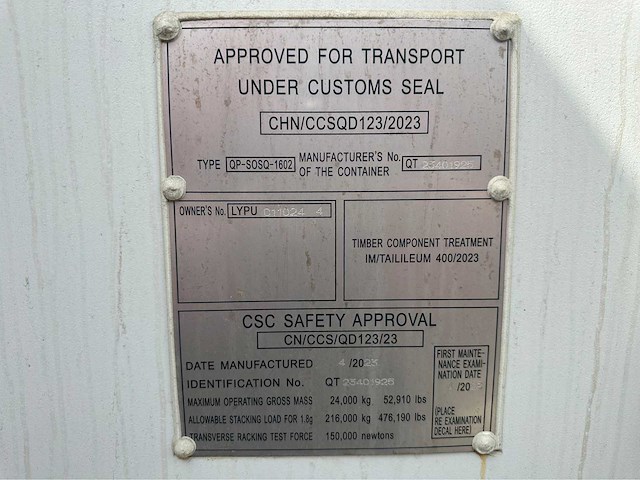 APPROVED FOR TRANSPORT
UNDER CUSTOMS SEAL
CHN/CCSQD123/2023
TYPE QP-SOSQ-1602 MANUFACTURER'S No. OF THE CONTAINER QT 23401926
OWNER'S No. LYPU 4
TIMBER COMPONENT TREATMENT
IM/TAILILEUM 400/2023
CSC SAFETY APPROVAL
CN/CCS/QD123/23
DATE MANUFACTURED 4/2023
IDENTIFICATION No. QT 23401926
MAXIMUM OPERATING GROSS MASS 24,000 kg 52,910 lbs
ALLOWABLE STACKING LOAD FOR 1.8g 216,000 kg 476,190 lbs
TRANSVERSE RACKING TEST FORCE 150,000 newtons
FIRST MAINTE-
NANCE EXAMI-
NATION DATE
(PLACE
RE EXAMINATION
DECAL HERE)